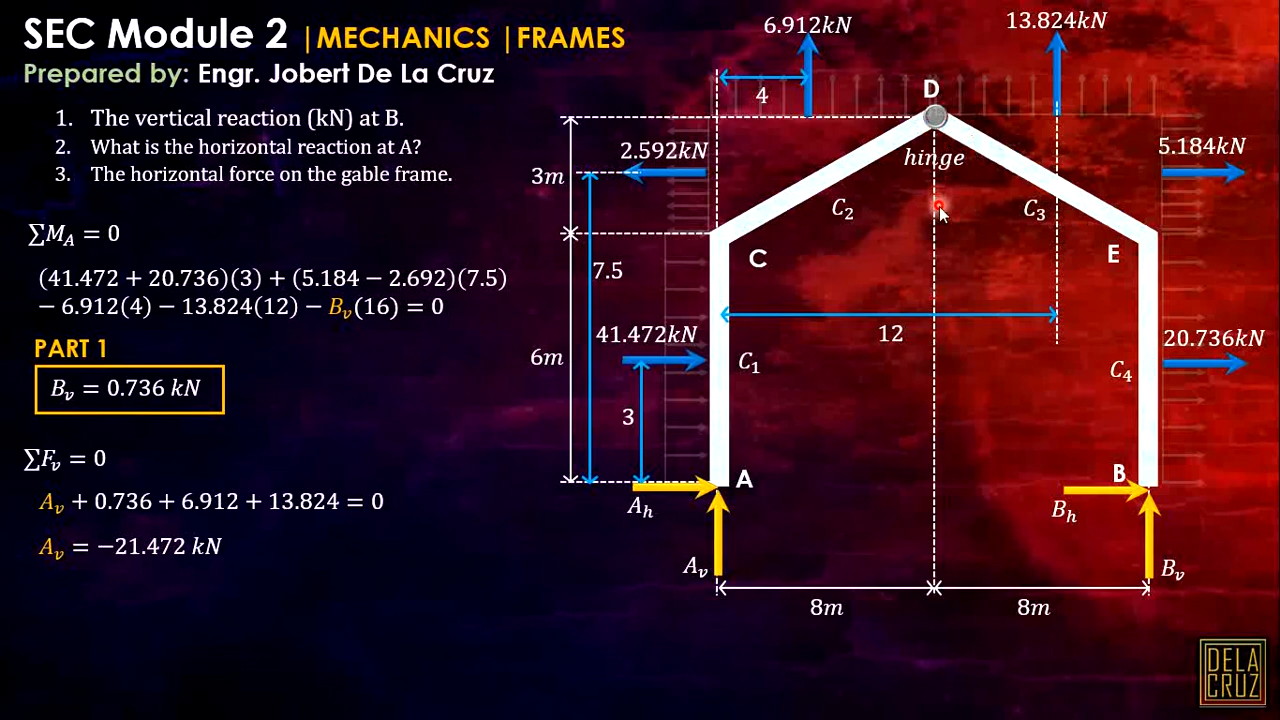 SEC Module 2 |MECHANICS |FRAMES
Prepared by: Engr. Jobert De La Cruz
1. The vertical reaction (kN) at B.
2. What is the horizontal reaction at A?
3. The horizontal force on the gable frame.
∑M_A = 0
(41.472 + 20.736)(3) + (5.184 − 2.692)(7.5)
− 6.912(4) − 13.824(12) − B_v(16) = 0
PART 1
B_v = 0.736 kN
∑F_v = 0
A_v + 0.736 + 6.912 + 13.824 = 0
A_v = −21.472 kN
6.912kN
13.824kN
4
D
2.592kN
hinge
5.184kN
3m
C_2
C_3
C
E
7.5
12
41.472kN
20.736kN
6m
C_1
C_4
3
A
B
A_h
B_h
A_v
B_v
8m
8m
DELA
CRUZ